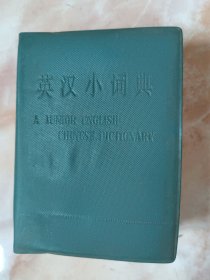 英汉小词典
A JUNIOR ENGLISH
CHINESE DICTIONARY